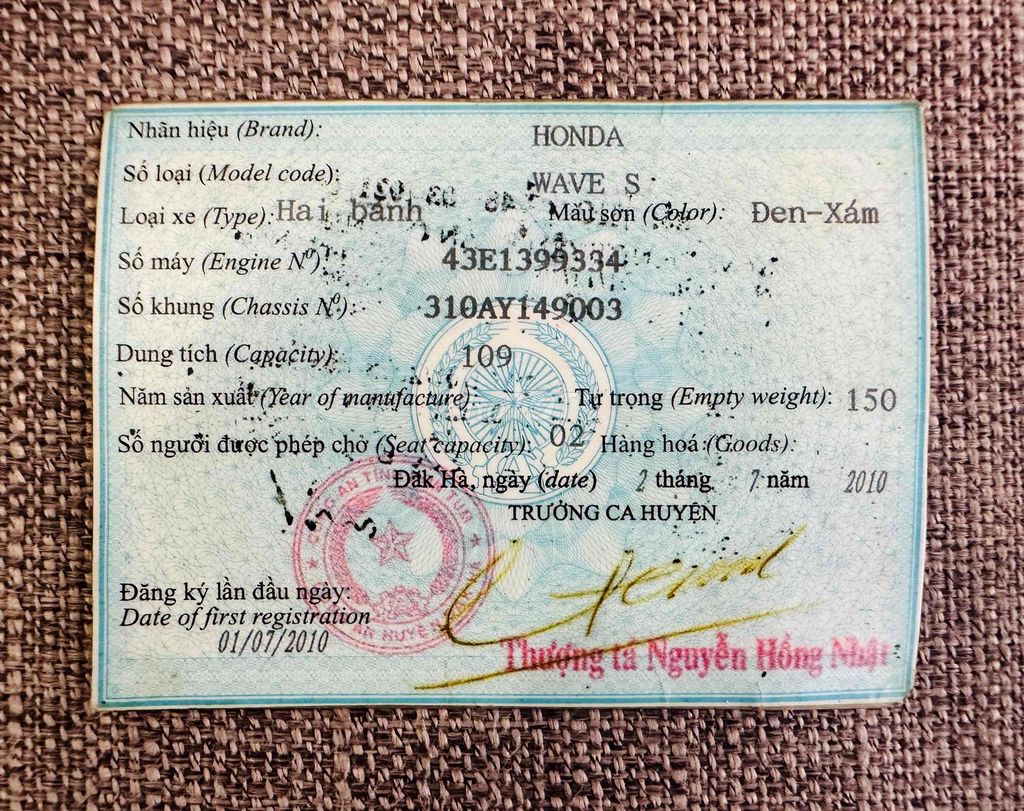 Nhãn hiệu (Brand): HONDA
Số loại (Model code): WAVE S
Loại xe (Type): Hai bánh Mầu sơn (Color): Đen-Xám
Số máy (Engine Nº): 43E1399334
Số khung (Chassis Nº): 310AY149003
Dung tích (Capacity): 109
Năm sản xuất (Year of manufacture): Tự trọng (Empty weight): 150
Số người được phép chở (Seat capacity): 02 Hàng hoá:(Goods):
Đăk Hà, ngày (date) 2 tháng 7 năm 2010
TRƯỞNG CA HUYỆN
Đăng ký lần đầu ngày:
Date of first registration
01/07/2010
Thượng tá Nguyễn Hồng Nhật